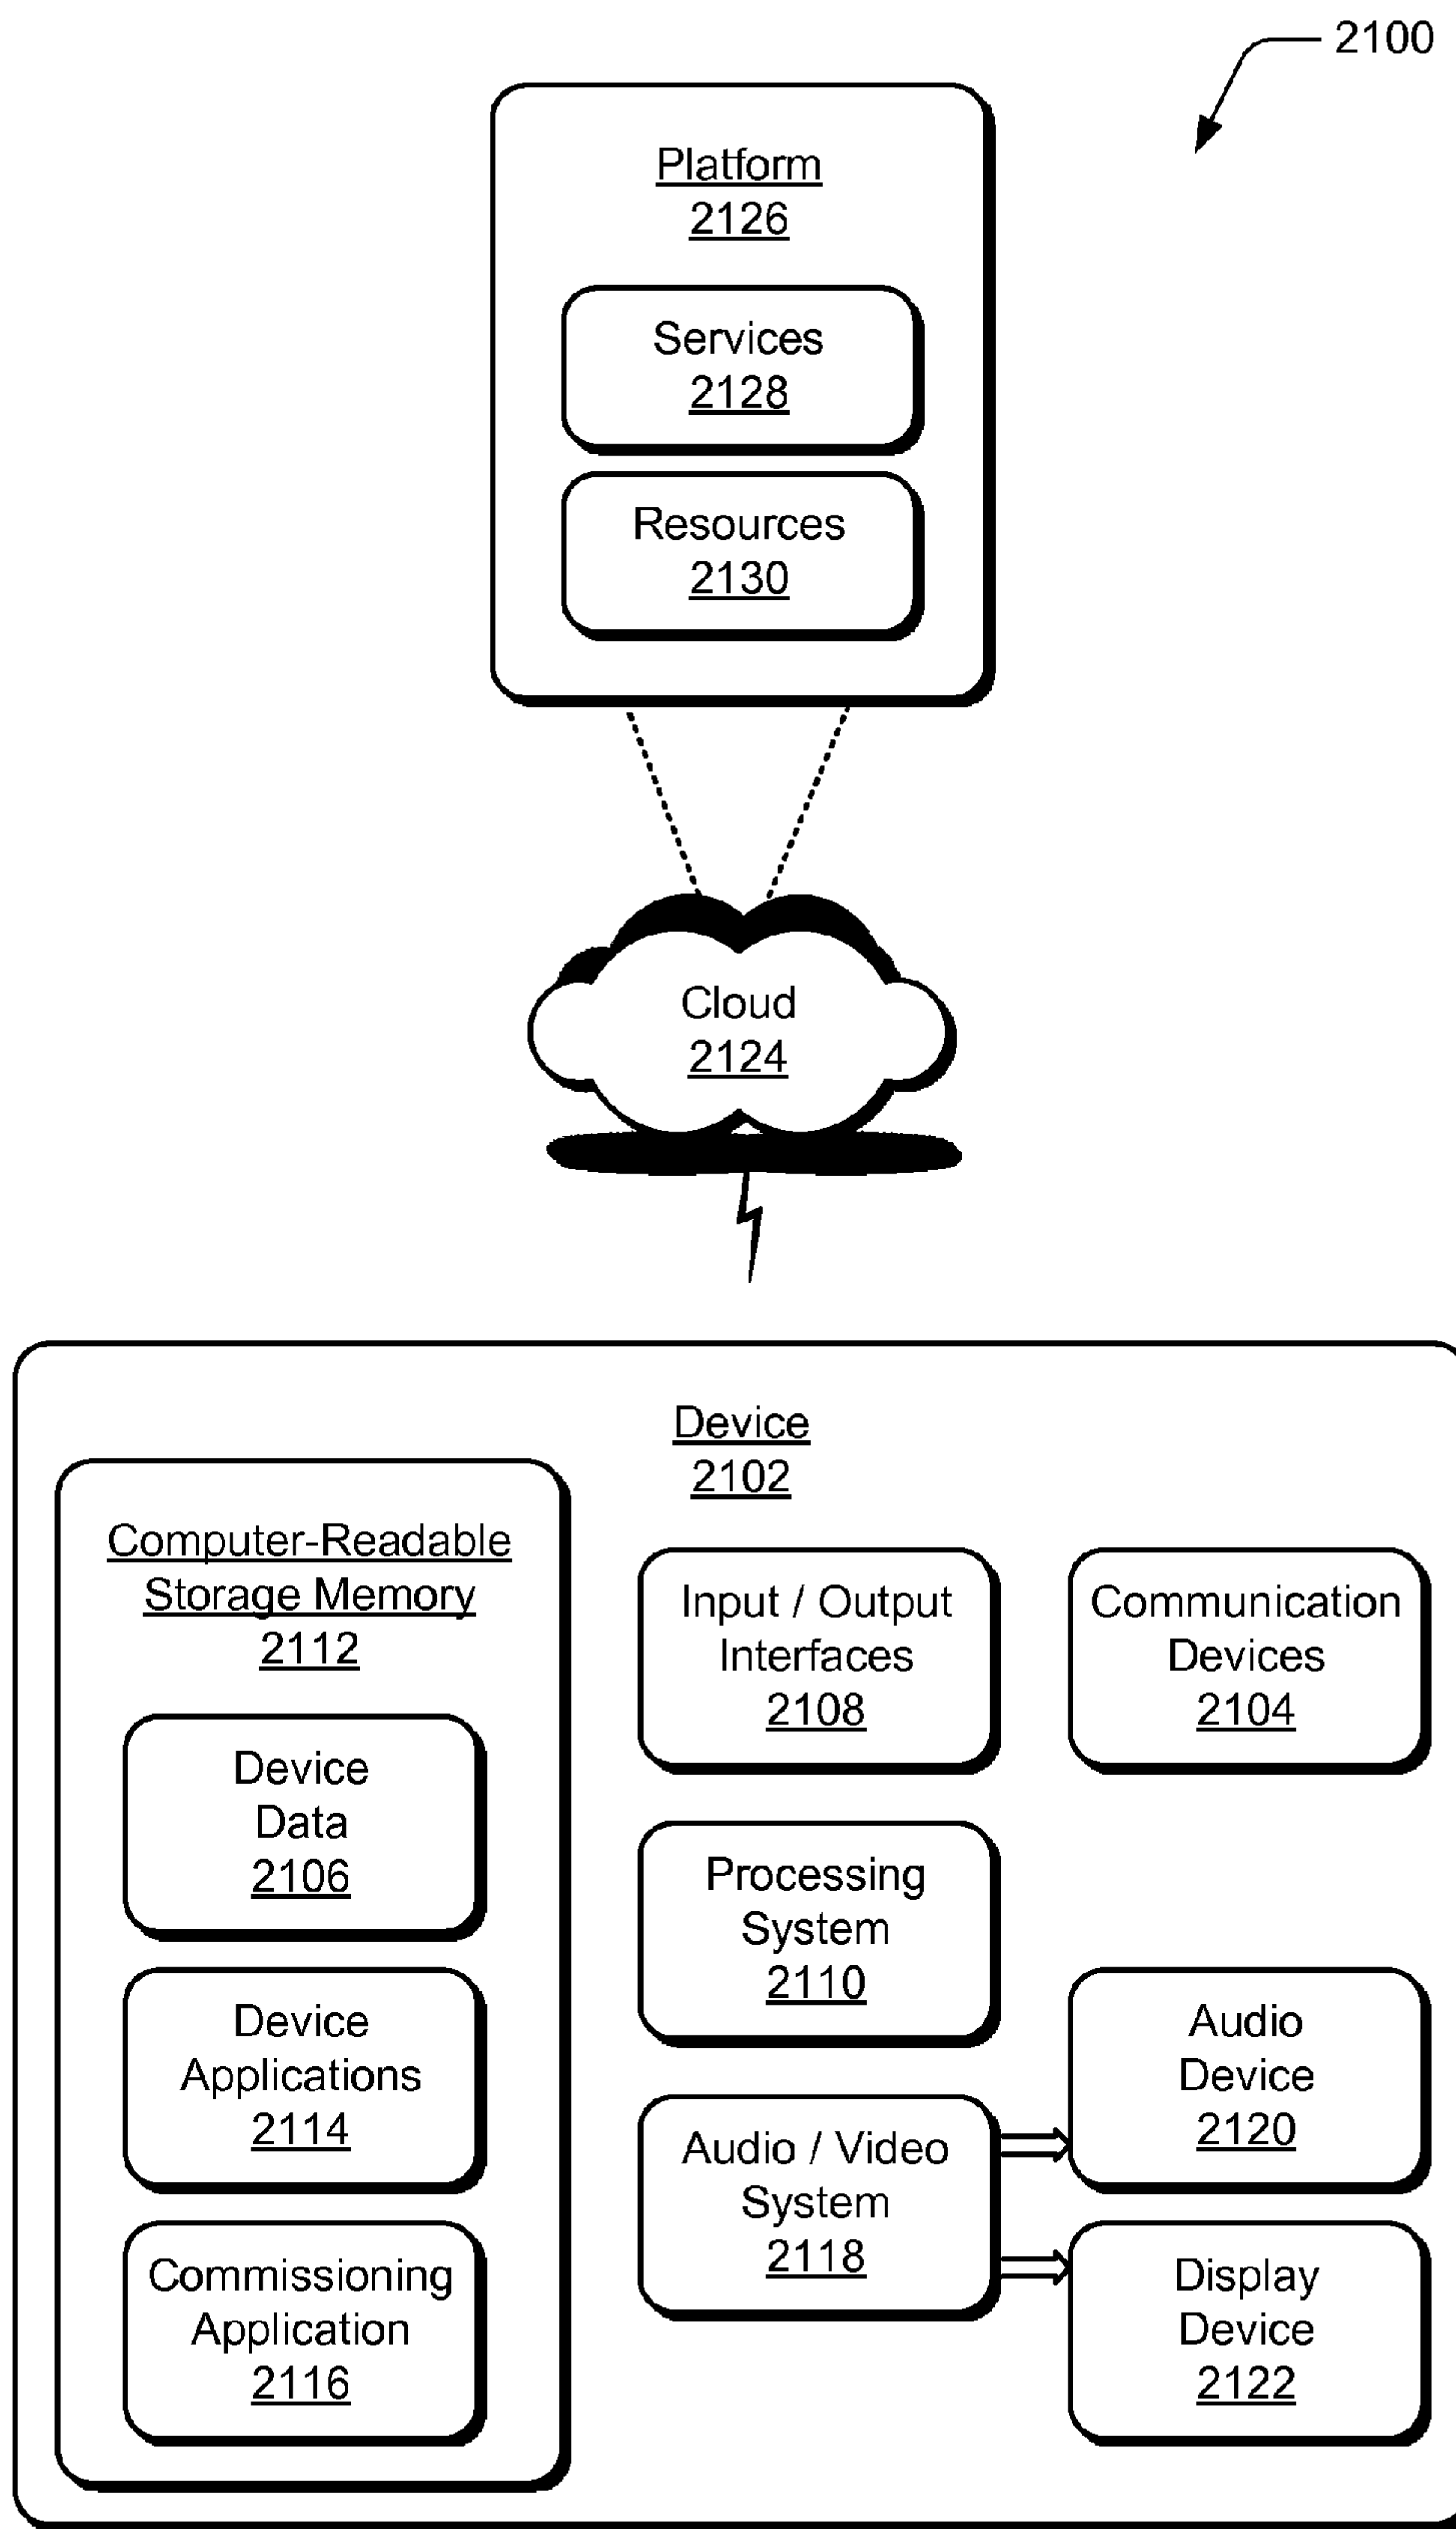 2100
Platform
2126
Services
2128
Resources
2130
Cloud
2124
Device
2102
Computer-Readable
Storage Memory
2112
Device
Data
2106
Device
Applications
2114
Commissioning
Application
2116
Input / Output
Interfaces
2108
Communication
Devices
2104
Processing
System
2110
Audio / Video
System
2118
Audio
Device
2120
Display
Device
2122